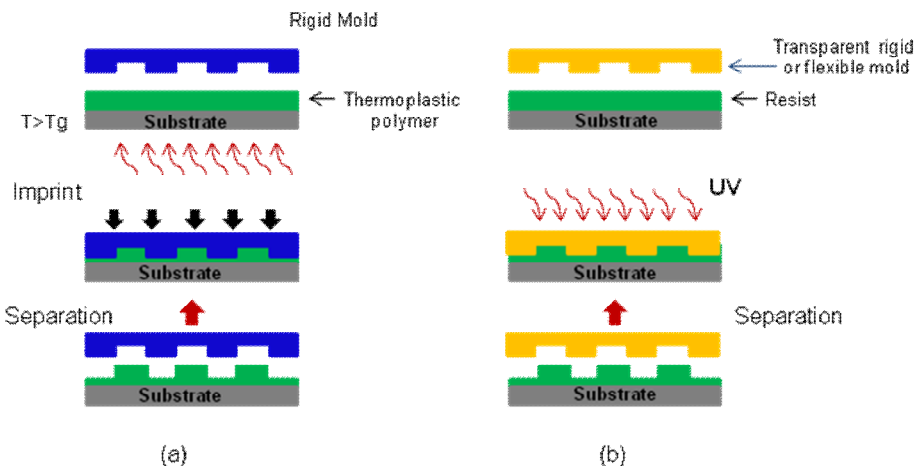 Rigid Mold
Thermoplastic
polymer
T>Tg
Substrate
Imprint
Substrate
Separation
Substrate
(a)
Transparent rigid
or flexible mold
Resist
Substrate
UV
Substrate
Separation
Substrate
(b)